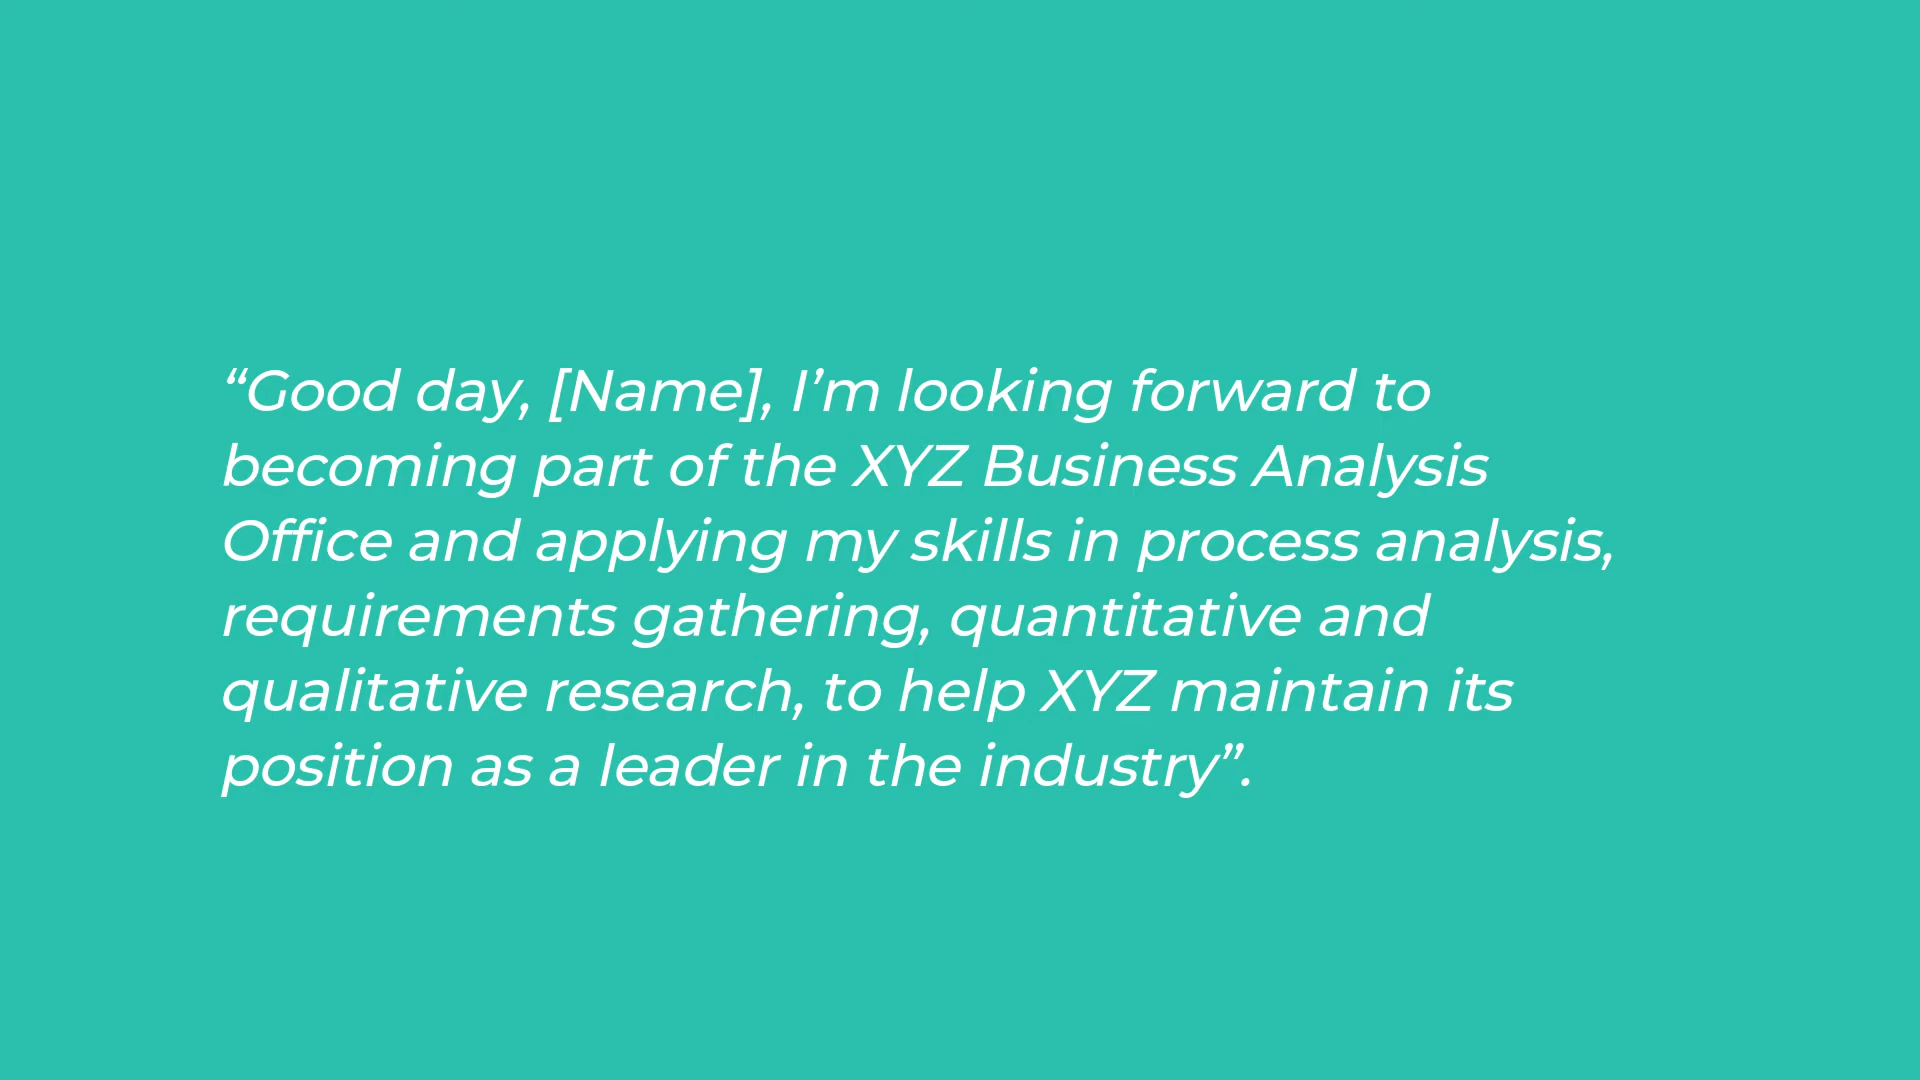 “Good day, [Name], I’m looking forward to
becoming part of the XYZ Business Analysis
Office and applying my skills in process analysis,
requirements gathering, quantitative and
qualitative research, to help XYZ maintain its
position as a leader in the industry”.